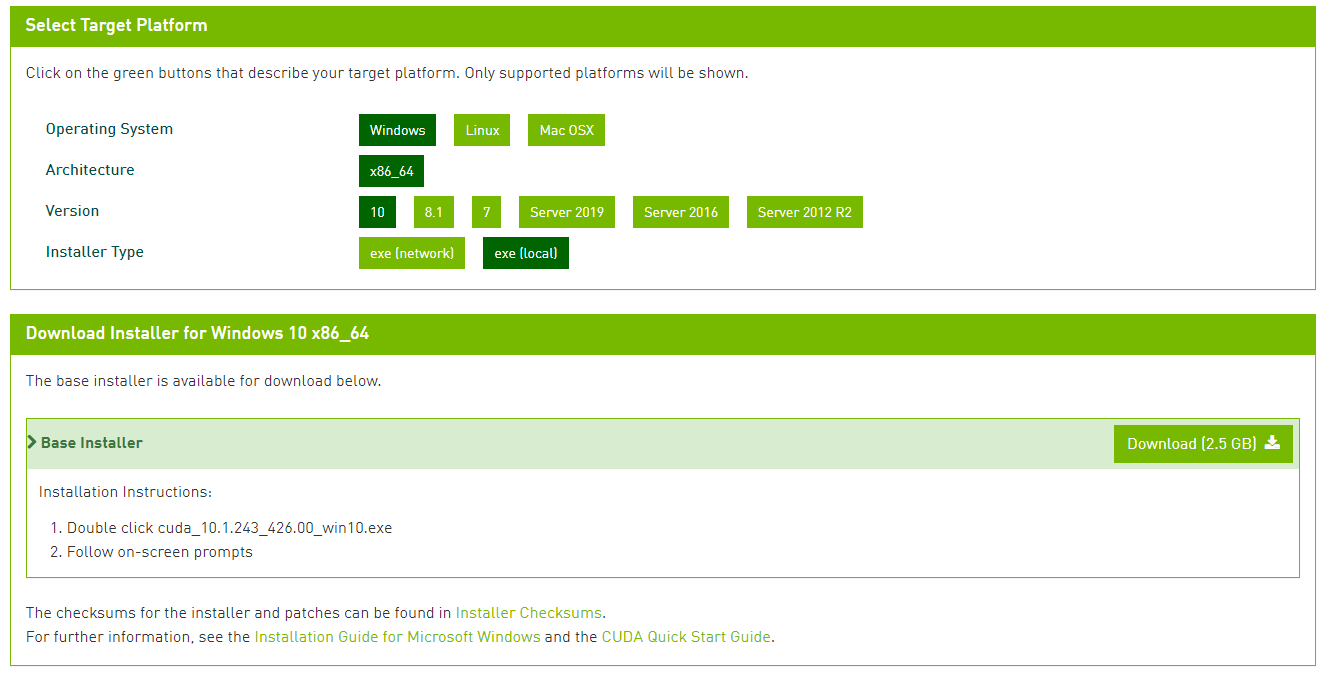 Select Target Platform
Click on the green buttons that describe your target platform. Only supported platforms will be shown.
Operating System Windows Linux Mac OSX
Architecture x86_64
Version 10 8.1 7 Server 2019 Server 2016 Server 2012 R2
Installer Type exe (network) exe (local)
Download Installer for Windows 10 x86_64
The base installer is available for download below.
Base Installer Download (2.5 GB)
Installation Instructions:
1. Double click cuda_10.1.243_426.00_win10.exe
2. Follow on-screen prompts
The checksums for the installer and patches can be found in Installer Checksums.
For further information, see the Installation Guide for Microsoft Windows and the CUDA Quick Start Guide.